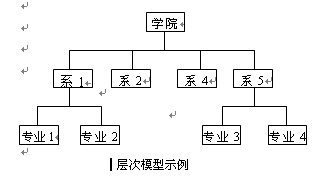 学院
系 1 系 2 系 4 系 5
专业 1 专业 2 专业 3 专业 4
层次模型示例